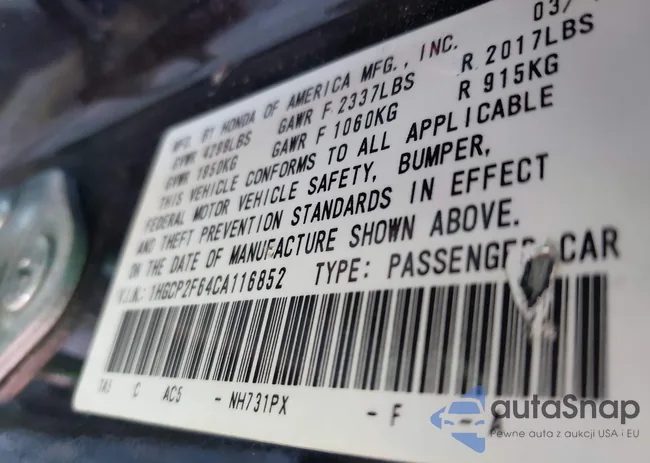 03/
MFD. BY HONDA OF AMERICA MFG., INC.
GVWR 4299LBS GAWR F 2337LBS R 2017LBS
GVWR 1950KG GAWR F 1060KG R 915KG
THIS VEHICLE CONFORMS TO ALL APPLICABLE
FEDERAL MOTOR VEHICLE SAFETY, BUMPER,
AND THEFT PREVENTION STANDARDS IN EFFECT
ON THE DATE OF MANUFACTURE SHOWN ABOVE.
V.I.N.: 1HGCP2F64CA116852 TYPE: PASSENGER CAR
TA5 C AC5 - NH731PX - F - A
autaSnap
Pewne auta z aukcji USA i EU